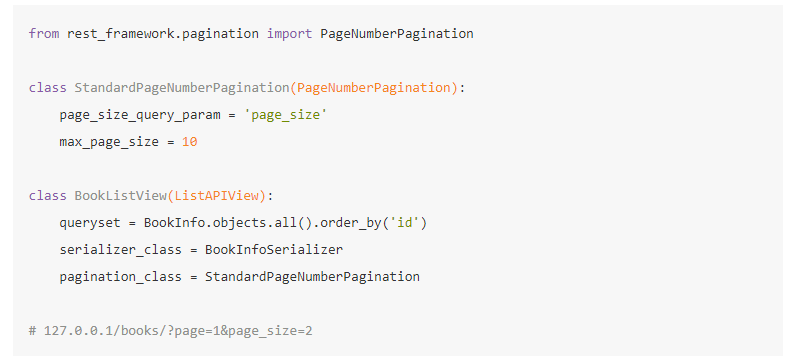 from rest_framework.pagination import PageNumberPagination
class StandardPageNumberPagination(PageNumberPagination):
    page_size_query_param = 'page_size'
    max_page_size = 10
class BookListView(ListAPIView):
    queryset = BookInfo.objects.all().order_by('id')
    serializer_class = BookInfoSerializer
    pagination_class = StandardPageNumberPagination
# 127.0.0.1/books/?page=1&page_size=2